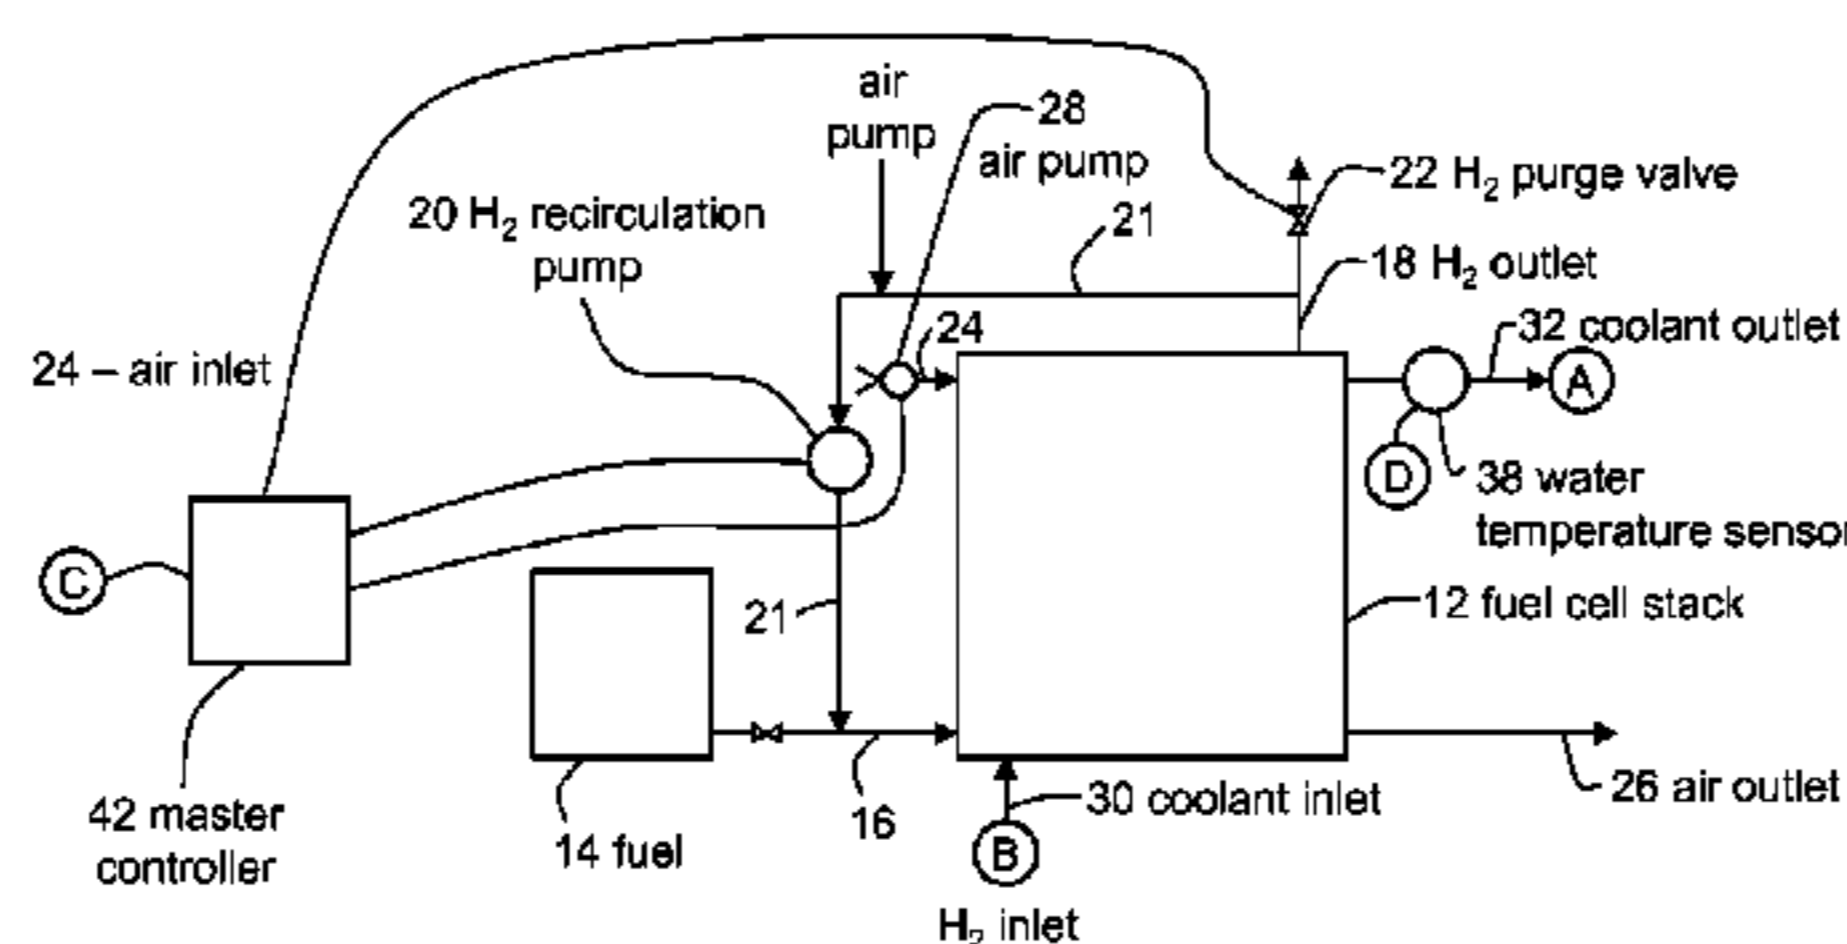 air
pump
28
air pump
22 H₂ purge valve
20 H₂ recirculation
pump
21
18 H₂ outlet
24
32 coolant outlet
24 – air inlet
A
D
38 water
temperature sensor
C
12 fuel cell stack
21
42 master
controller
14 fuel
16
30 coolant inlet
26 air outlet
B
H₂ inlet